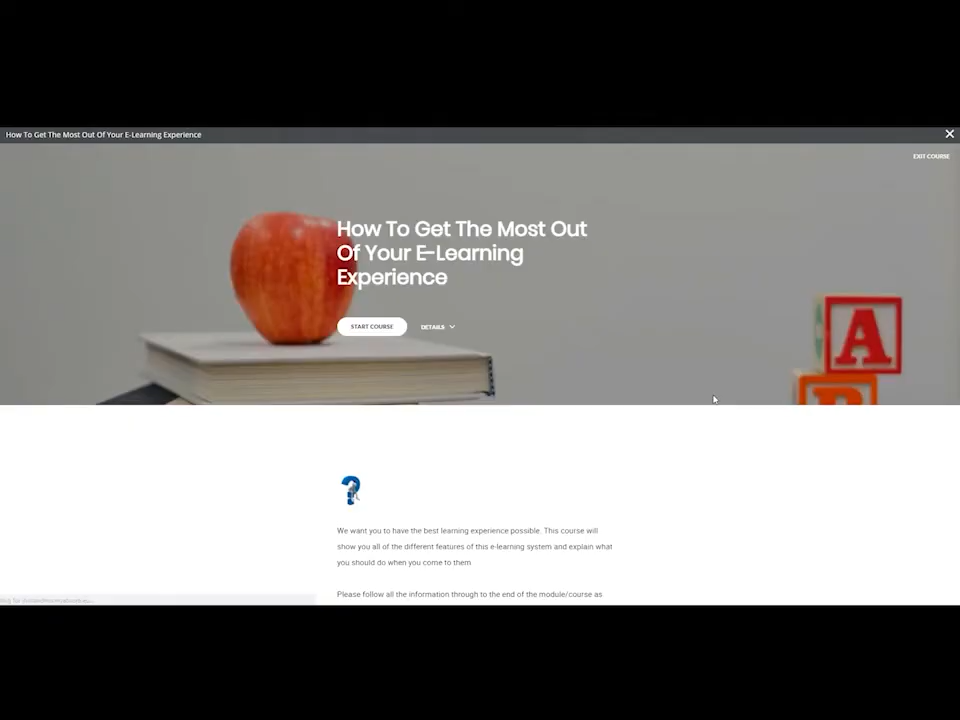 How To Get The Most Out Of Your E-Learning Experience
EXIT COURSE
How To Get The Most Out
Of Your E-Learning
Experience
START COURSE
DETAILS
A
We want you to have the best learning experience possible. This course will
show you all of the different features of this e-learning system and explain what
you should do when you come to them
Please follow all the information through to the end of the module/course as